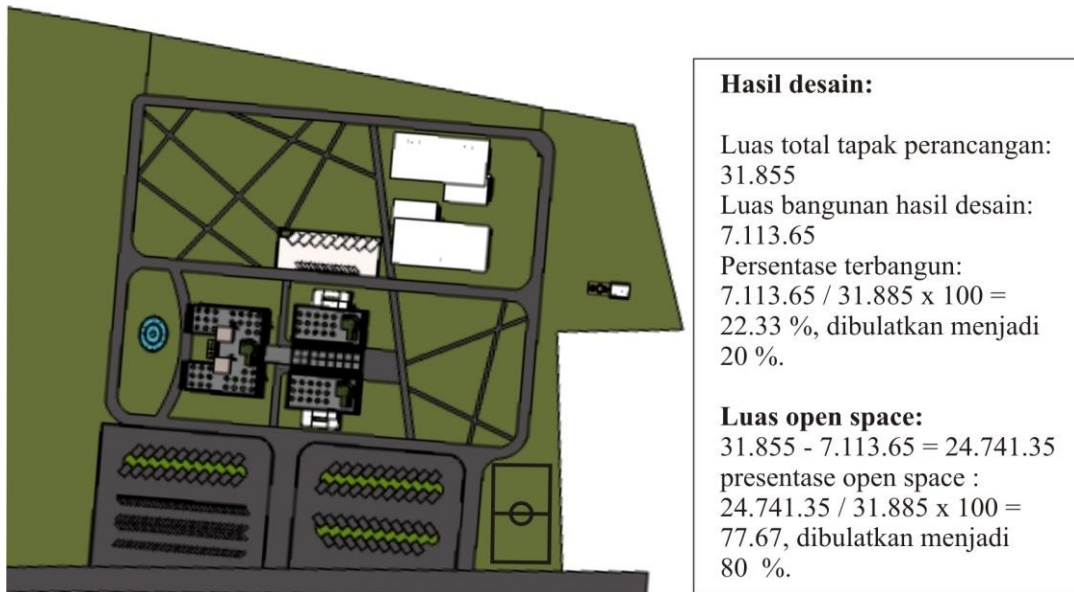 Hasil desain:
Luas total tapak perancangan:
31.855
Luas bangunan hasil desain:
7.113.65
Persentase terbangun:
7.113.65 / 31.885 x 100 =
22.33 %, dibulatkan menjadi
20 %.
Luas open space:
31.855 - 7.113.65 = 24.741.35
presentase open space :
24.741.35 / 31.885 x 100 =
77.67, dibulatkan menjadi
80 %.